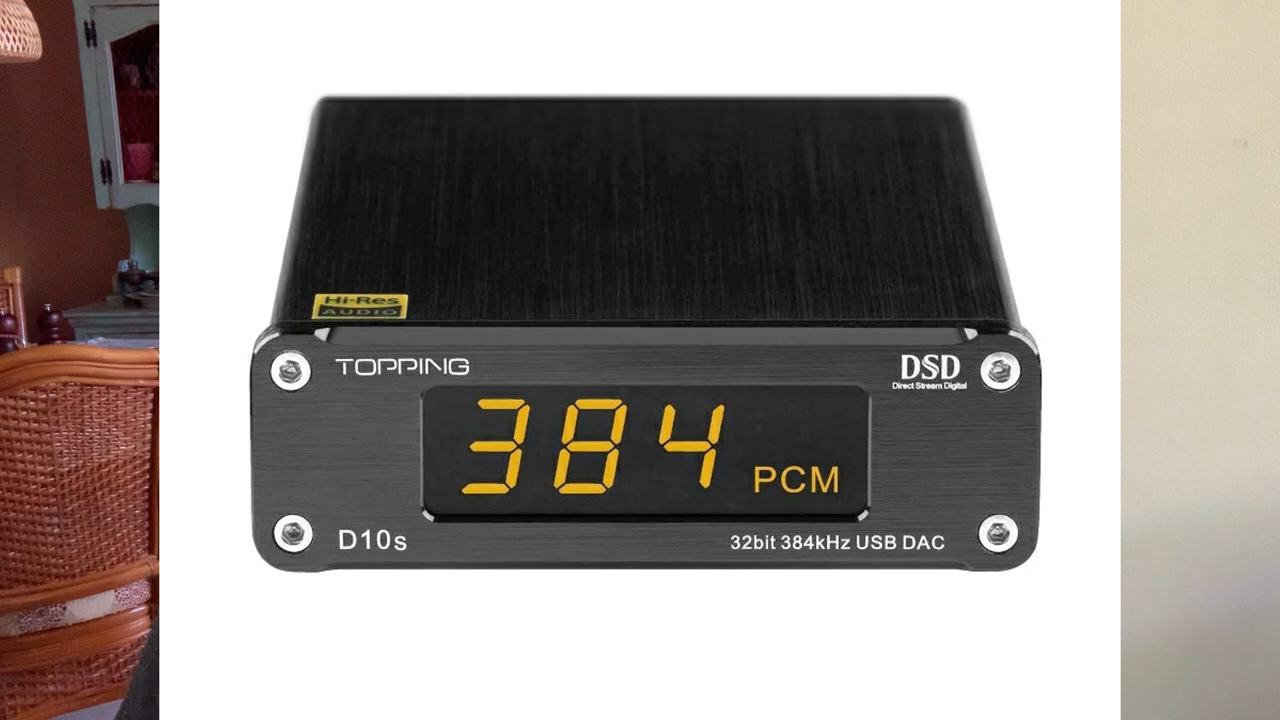 Hi-Res
AUDIO
TOPPING
DSD
Direct Stream Digital
384 PCM
D10s
32bit 384kHz USB DAC